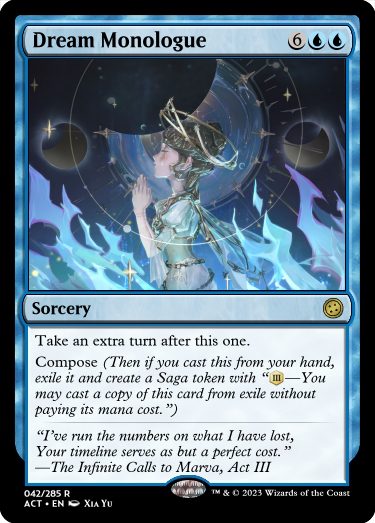 Dream Monologue 6
Sorcery
Take an extra turn after this one.
Compose (Then if you cast this from your hand,
exile it and create a Saga token with “III—You
may cast a copy of this card from exile without
paying its mana cost.”)
“I’ve run the numbers on what I have lost,
Your timeline serves as but a perfect cost.”
—The Infinite Calls to Marva, Act III
042/285 R
ACT • EN Xia Yu
™ & © 2023 Wizards of the Coast